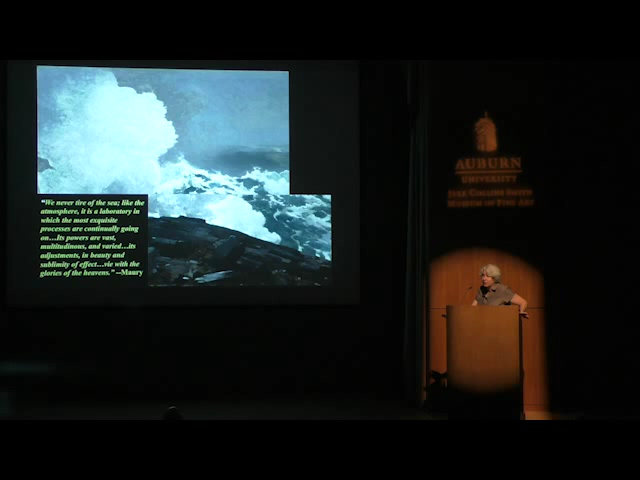 "We never tire of the sea; like the
atmosphere, it is a laboratory in
which the most exquisite
processes are continually going
on…Its powers are vast,
multitudinous, and varied…its
adjustments, in beauty and
sublimity of effect…vie with the
glories of the heavens." --Maury
AUBURN
UNIVERSITY
JULE COLLINS SMITH
MUSEUM OF FINE ART